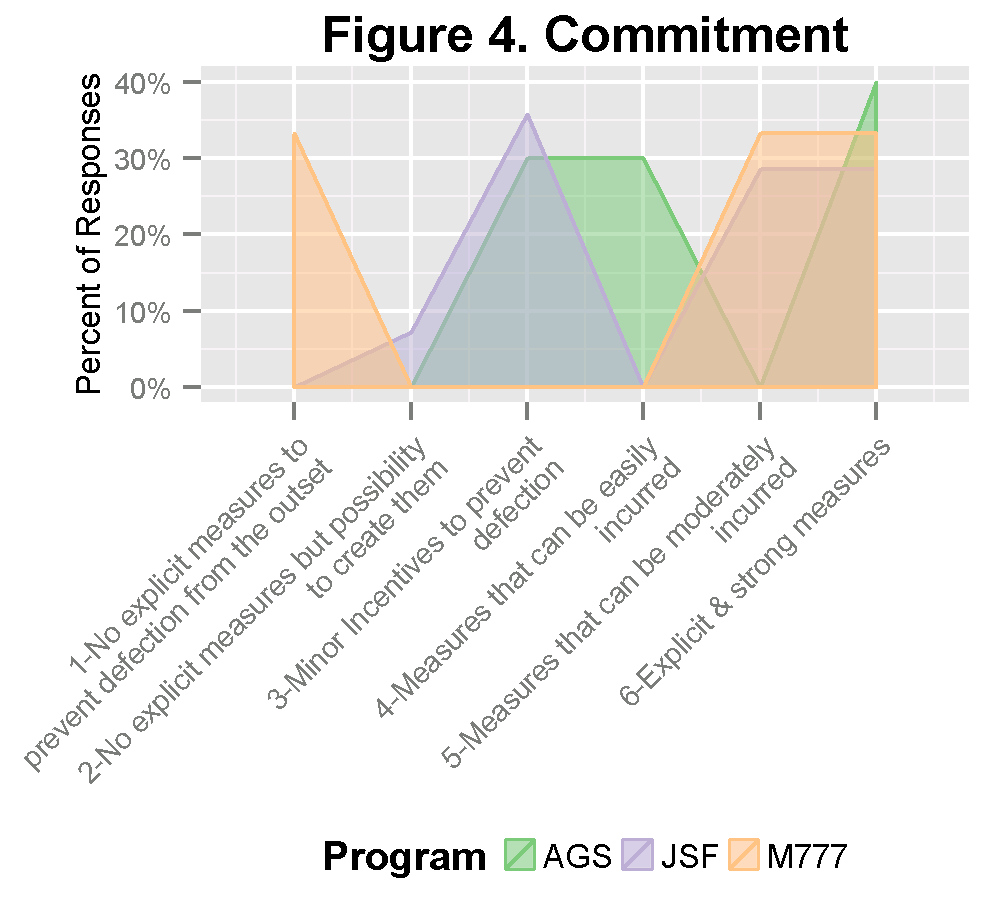 Figure 4. Commitment
Percent of Responses
40%
30%
20%
10%
0%
1-No explicit measures to
prevent defection from the outset
2-No explicit measures but possibility
to create them
3-Minor Incentives to prevent
defection
4-Measures that can be easily
incurred
5-Measures that can be moderately
incurred
6-Explicit & strong measures
Program AGS JSF M777